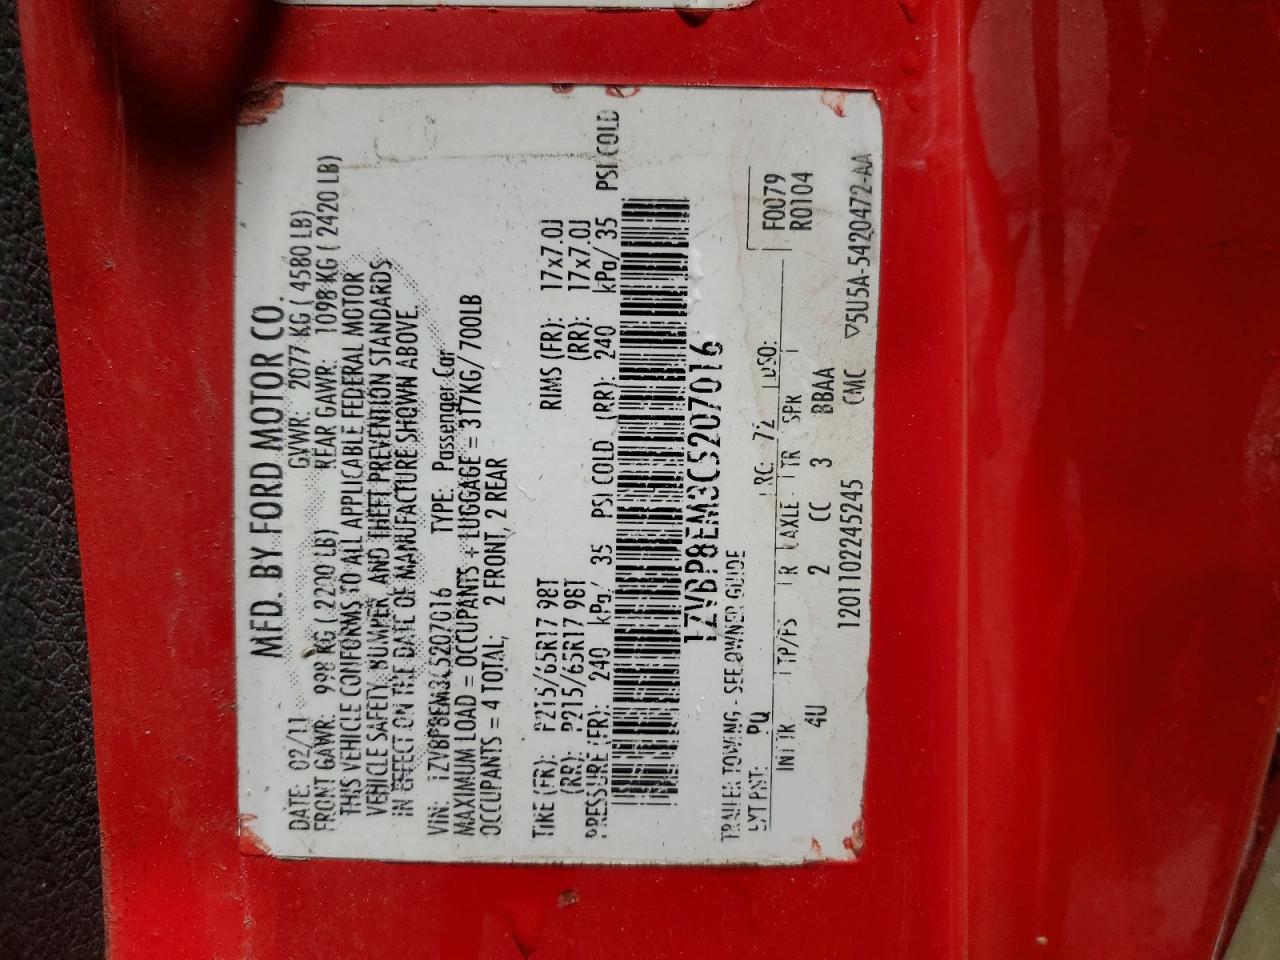 MFD. BY FORD MOTOR CO.
DATE: 02/11 GVWR: 2077 KG ( 4580 LB)
FRONT GAWR: 998 KG ( 2200 LB) REAR GAWR: 1098 KG ( 2420 LB)
THIS VEHICLE CONFORMS TO ALL APPLICABLE FEDERAL MOTOR
VEHICLE SAFETY, BUMPER, AND THEFT PREVENTION STANDARDS
IN EFFECT ON THE DATE OF MANUFACTURE SHOWN ABOVE.
VIN: 1ZVBP8EM3C5207016 TYPE: Passenger Car
MAXIMUM LOAD = OCCUPANTS + LUGGAGE = 317KG/ 700LB
OCCUPANTS = 4 TOTAL, 2 FRONT, 2 REAR
TIRE (FR): P215/65R17 98T RIMS (FR): 17x7.0J
(RR): P215/65R17 98T (RR): 17x7.0J
PRESSURE (FR): 240 kPa/ 35 PSI COLD (RR): 240 kPa/ 35 PSI COLD
1ZVBP8EM3C5207016
TRAILER TOWING - SEE OWNER GUIDE
EXT PNT: PQ RC: 72 DSO: F0079
INT TR TP/PS R AXLE TR SPR R0104
4U 2 CC 3 BBAA
1201102245245 CMC ▽5U5A-5420472-AA